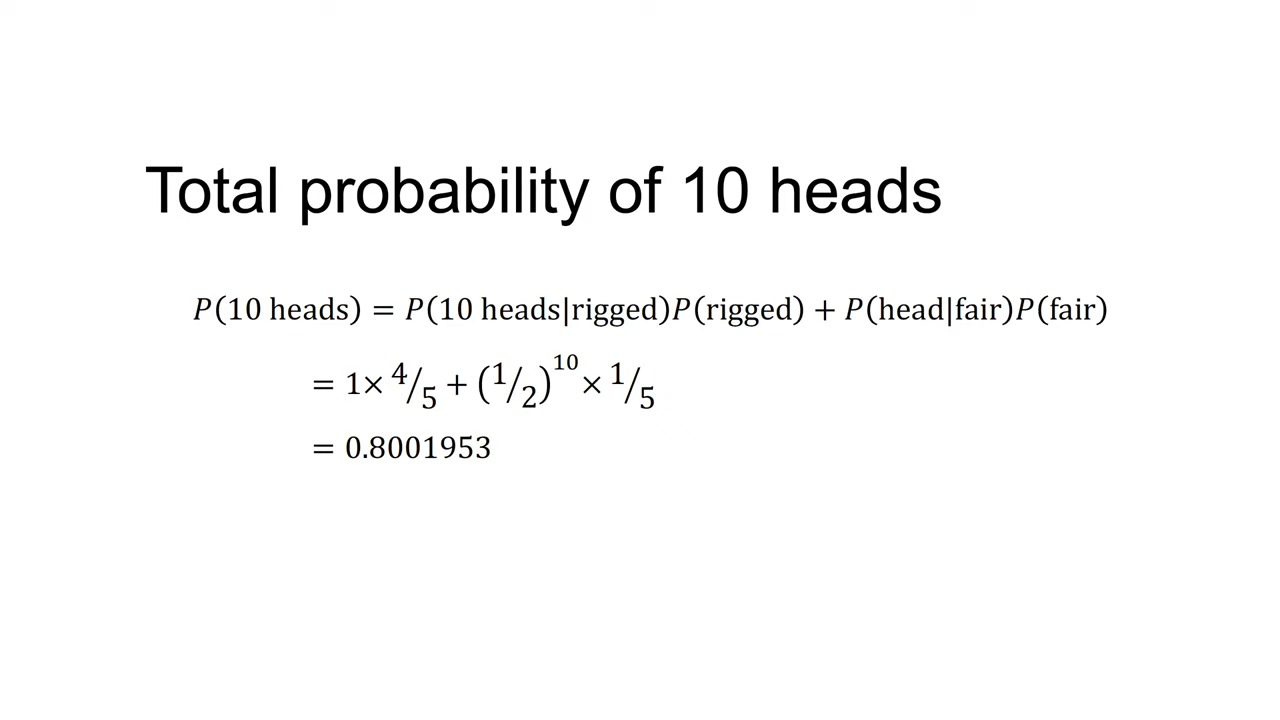 Total probability of 10 heads
P(10 heads) = P(10 heads|rigged)P(rigged) + P(head|fair)P(fair)
= 1× 4/5 + (1/2)^10 × 1/5
= 0.8001953